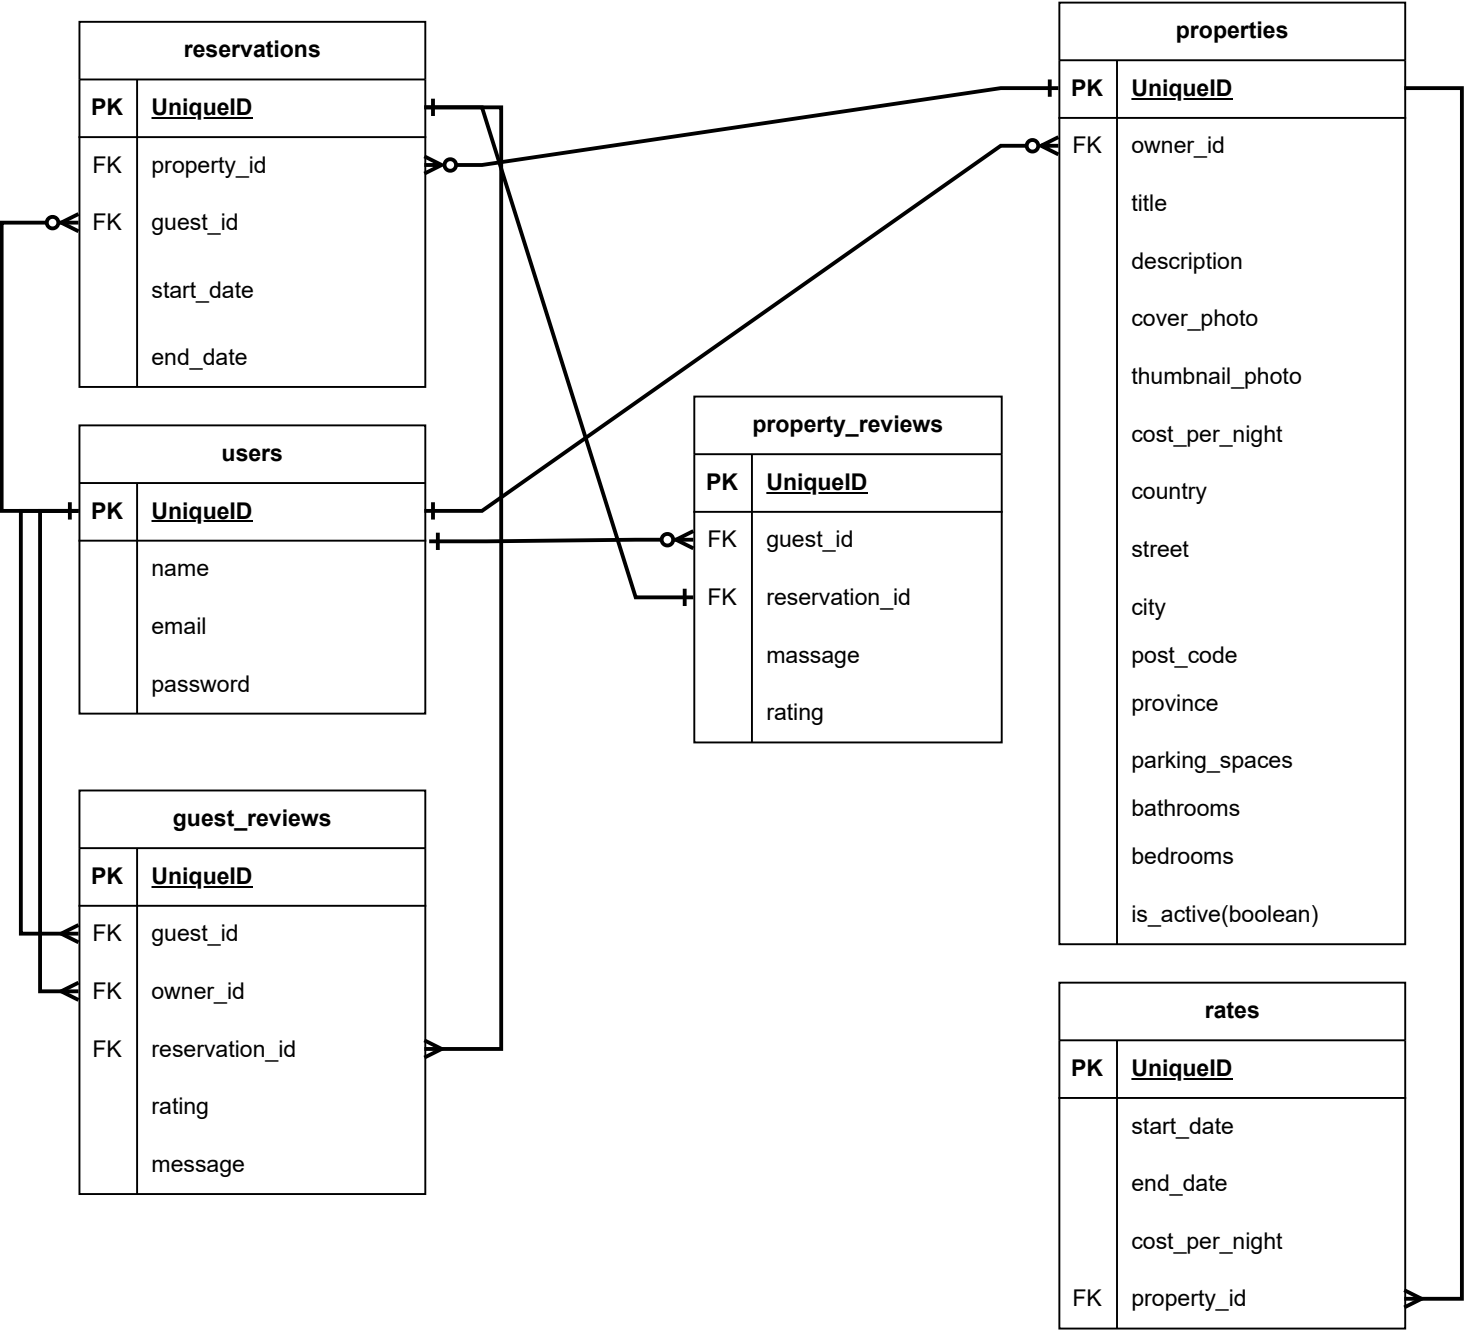 reservations
PK UniqueID
FK property_id
FK guest_id
start_date
end_date
users
PK UniqueID
name
email
password
guest_reviews
PK UniqueID
FK guest_id
FK owner_id
FK reservation_id
rating
message
property_reviews
PK UniqueID
FK guest_id
FK reservation_id
massage
rating
properties
PK UniqueID
FK owner_id
title
description
cover_photo
thumbnail_photo
cost_per_night
country
street
city
post_code
province
parking_spaces
bathrooms
bedrooms
is_active(boolean)
rates
PK UniqueID
start_date
end_date
cost_per_night
FK property_id